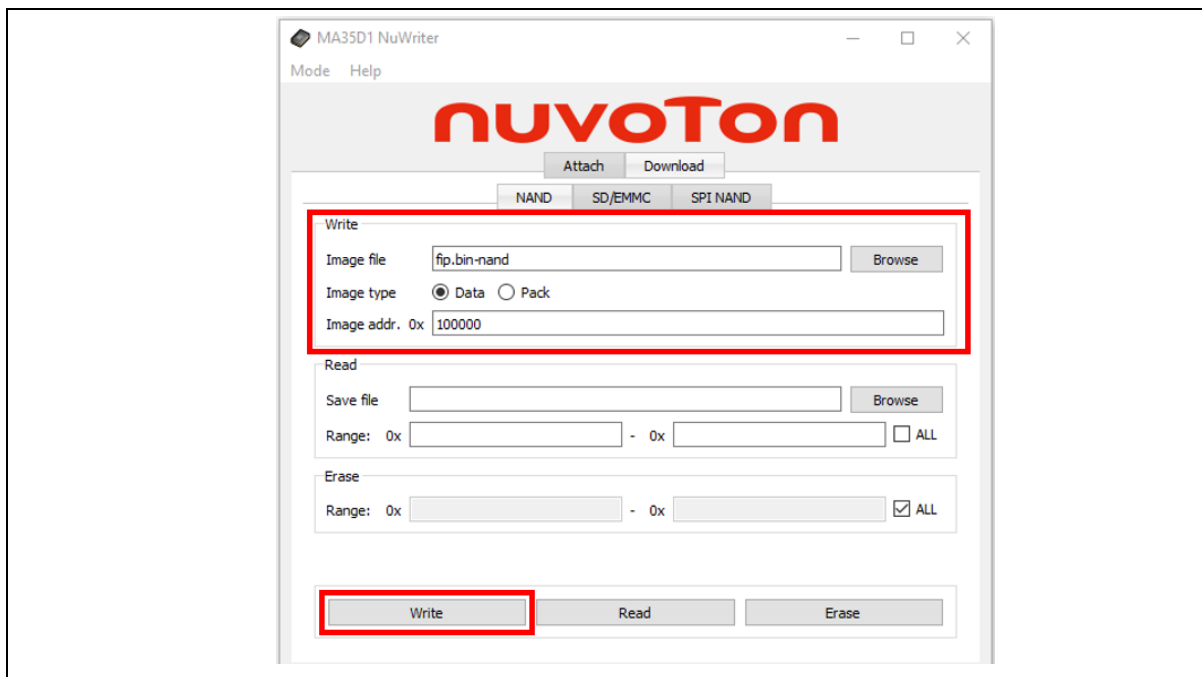 MA35D1 NuWriter
Mode Help
nuvoTon
Attach Download
NAND SD/EMMC SPI NAND
Write
Image file fip.bin-nand Browse
Image type Data Pack
Image addr. 0x 100000
Read
Save file Browse
Range: 0x - 0x ALL
Erase
Range: 0x - 0x ALL
Write Read Erase